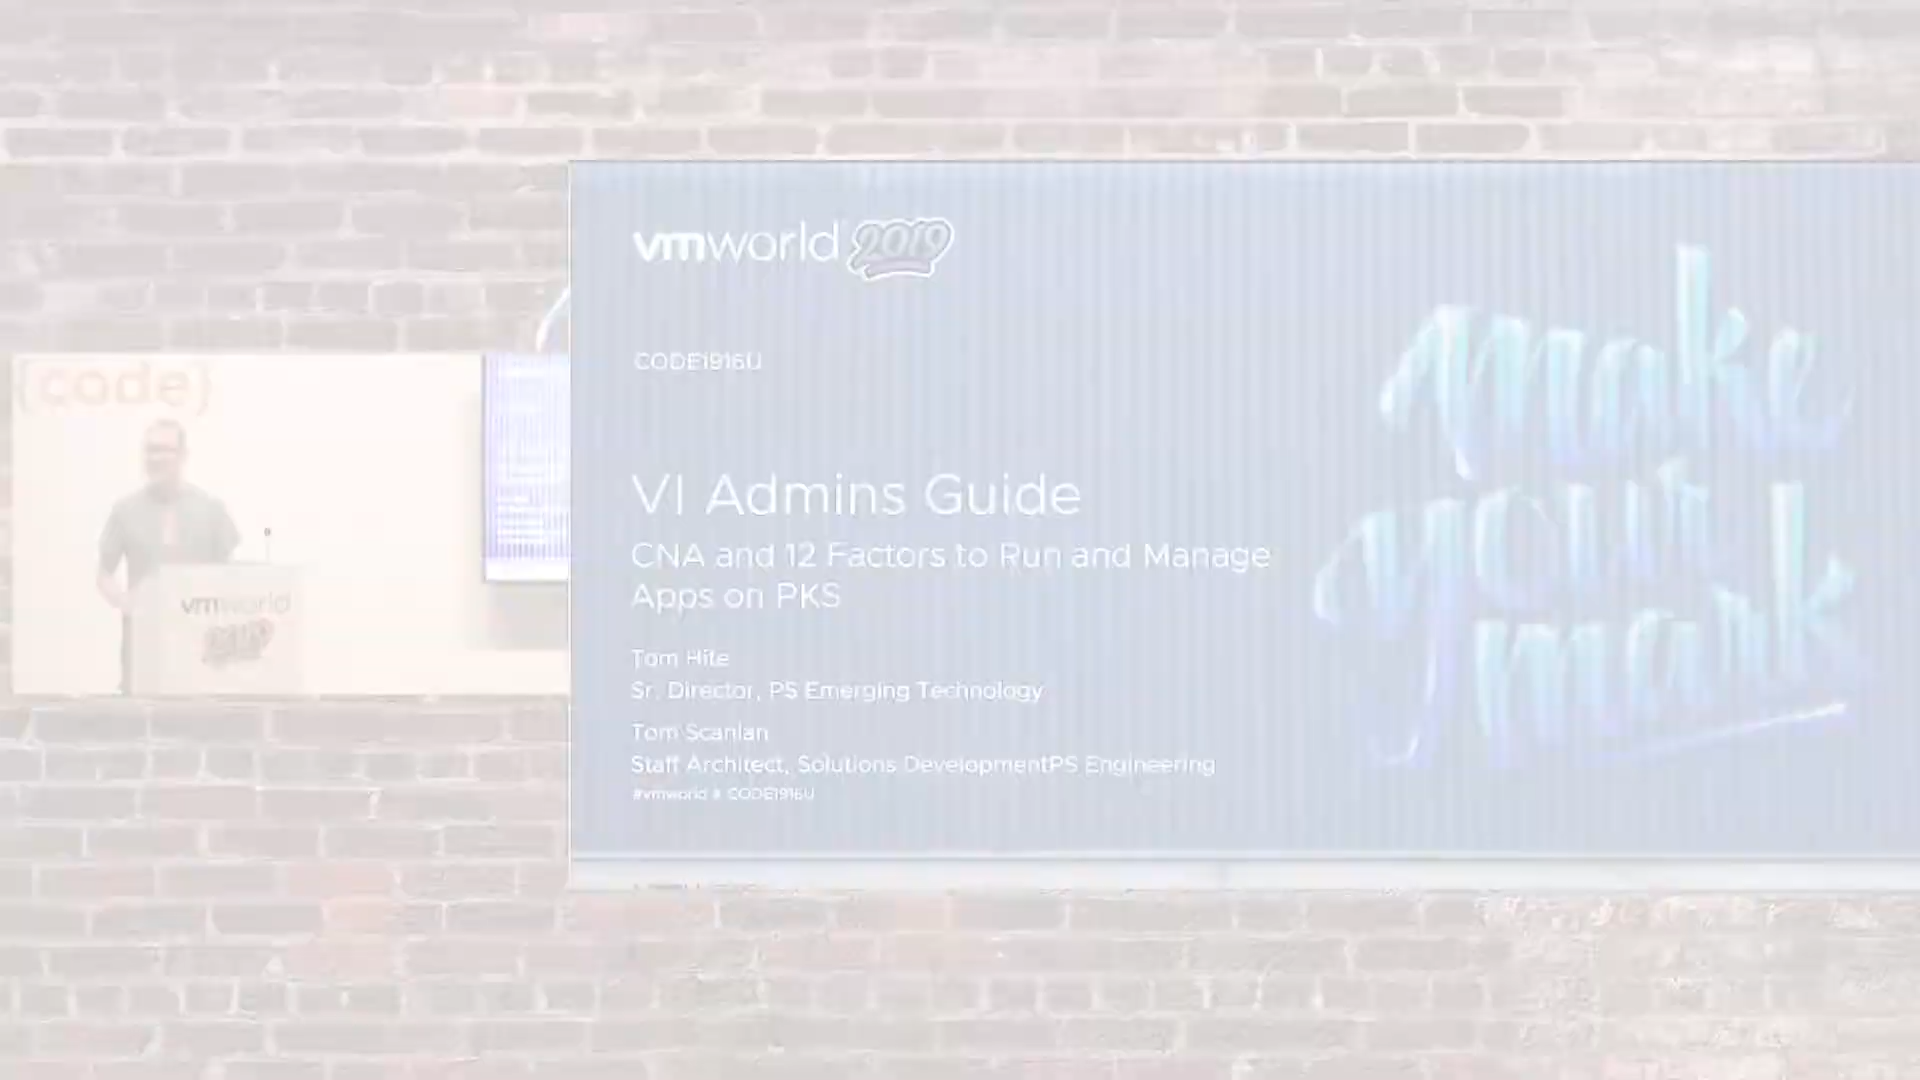 vmworld 2019
CODE1916U
VI Admins Guide
CNA and 12 Factors to Run and Manage
Apps on PKS
Tom Hite
Sr. Director, PS Emerging Technology
Tom Scanlan
Staff Architect, Solutions DevelopmentPS Engineering
#vmworld # CODE1916U
make
your
mark
{code}
vmworld
2019